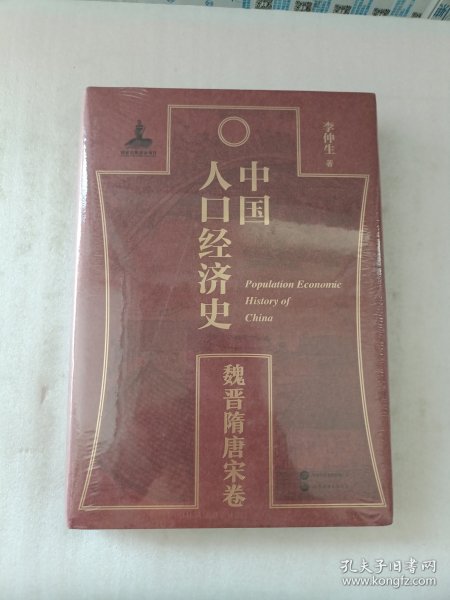 李仲生 著
中国
人口经济史
Population Economic
History of
China
魏晋隋唐宋卷
孔夫子旧书网
www.kongfz.com